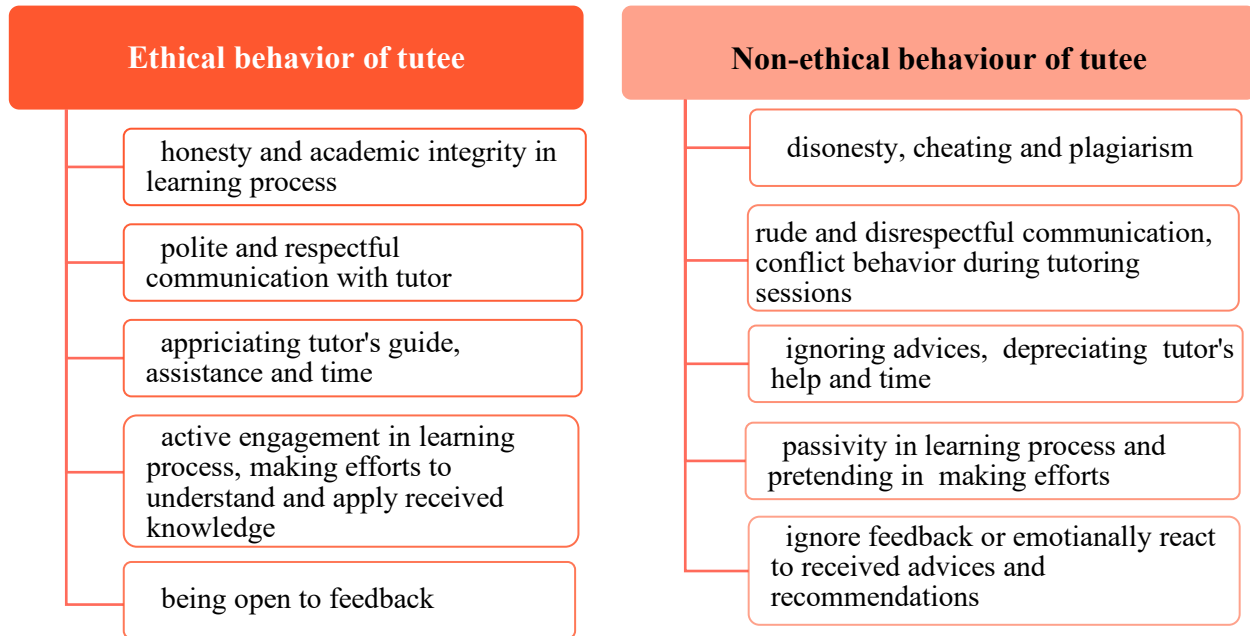 Ethical behavior of tutee
honesty and academic integrity in
learning process
polite and respectful
communication with tutor
appriciating tutor's guide,
assistance and time
active engagement in learning
process, making efforts to
understand and apply received
knowledge
being open to feedback
Non-ethical behaviour of tutee
disonesty, cheating and plagiarism
rude and disrespectful communication,
conflict behavior during tutoring
sessions
ignoring advices, depreciating tutor's
help and time
passivity in learning process and
pretending in making efforts
ignore feedback or emotianally react
to received advices and
recommendations